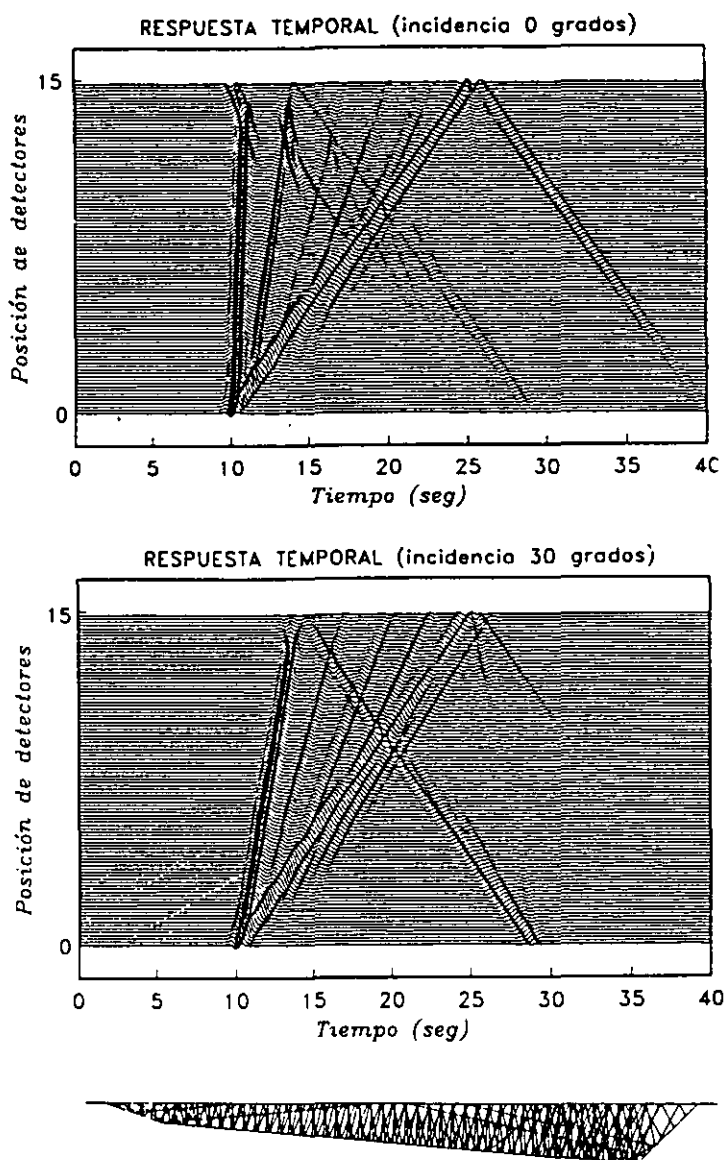 RESPUESTA TEMPORAL (incidencia 0 grados)
15
Posición de detectores
0
0 5 10 15 20 25 30 35 4C
Tiempo (seg)
RESPUESTA TEMPORAL (incidencia 30 grados)
15
Posición de detectores
0
0 5 10 15 20 25 30 35 40
Tiempo (seg)